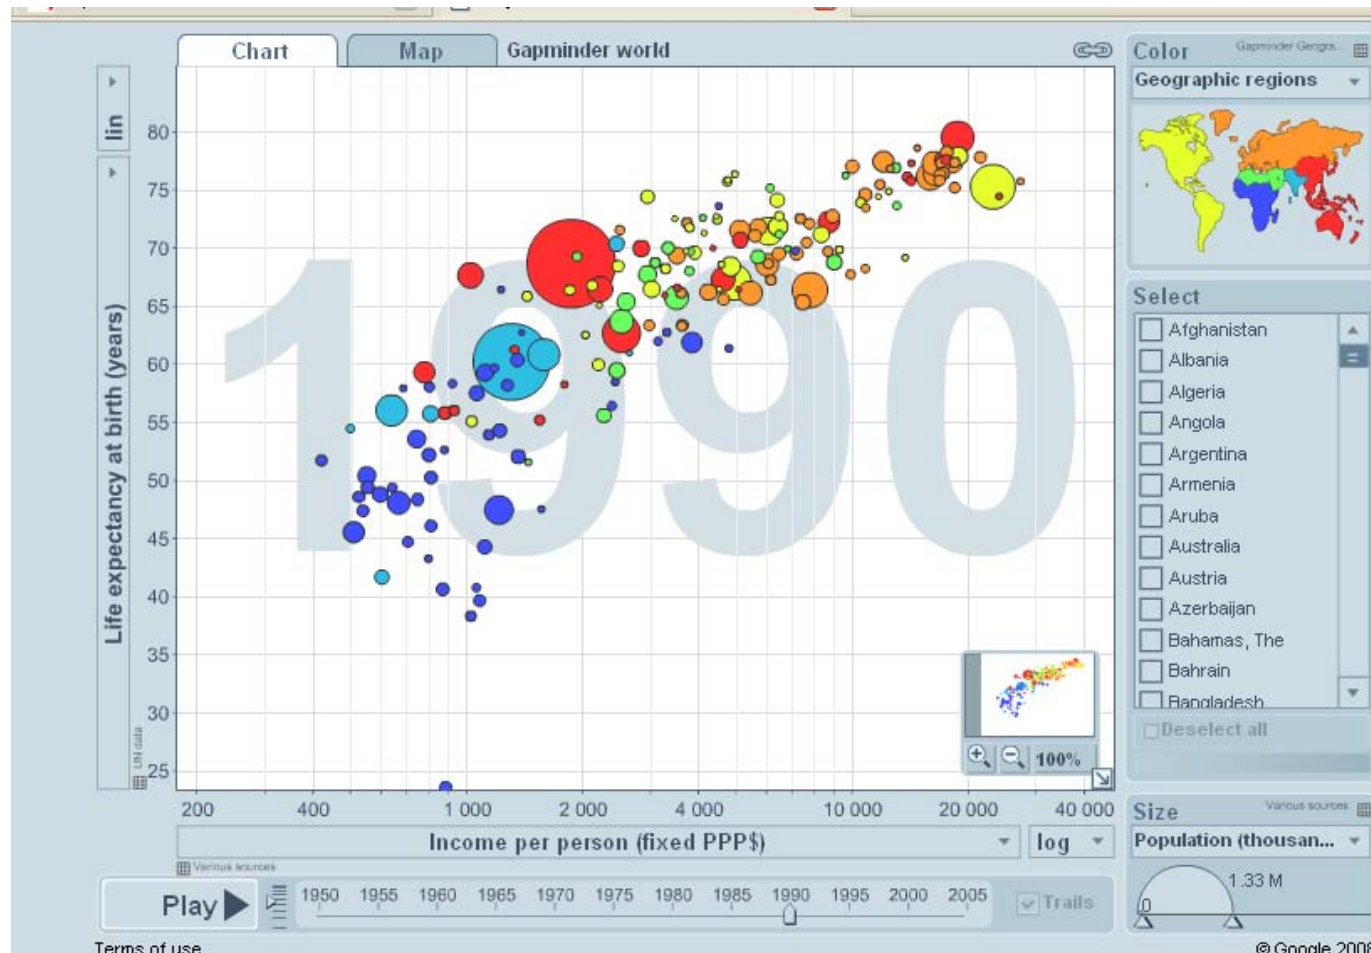 Chart
Map
Gapminder world
lin
Life expectancy at birth (years)
80
75
70
65
60
55
50
45
40
35
30
25
1990
100%
200
400
1 000
2 000
4 000
10 000
20 000
40 000
Income per person (fixed PPP$)
log
Various sources
Play
1950
1955
1960
1965
1970
1975
1980
1985
1990
1995
2000
2005
Trails
Terms of use
Color
Gapminder Geogra...
Geographic regions
Select
Afghanistan
Albania
Algeria
Angola
Argentina
Armenia
Aruba
Australia
Austria
Azerbaijan
Bahamas, The
Bahrain
Bangladesh
Deselect all
Size
Various sources
Population (thousan...
1.33 M
0
© Google 2008